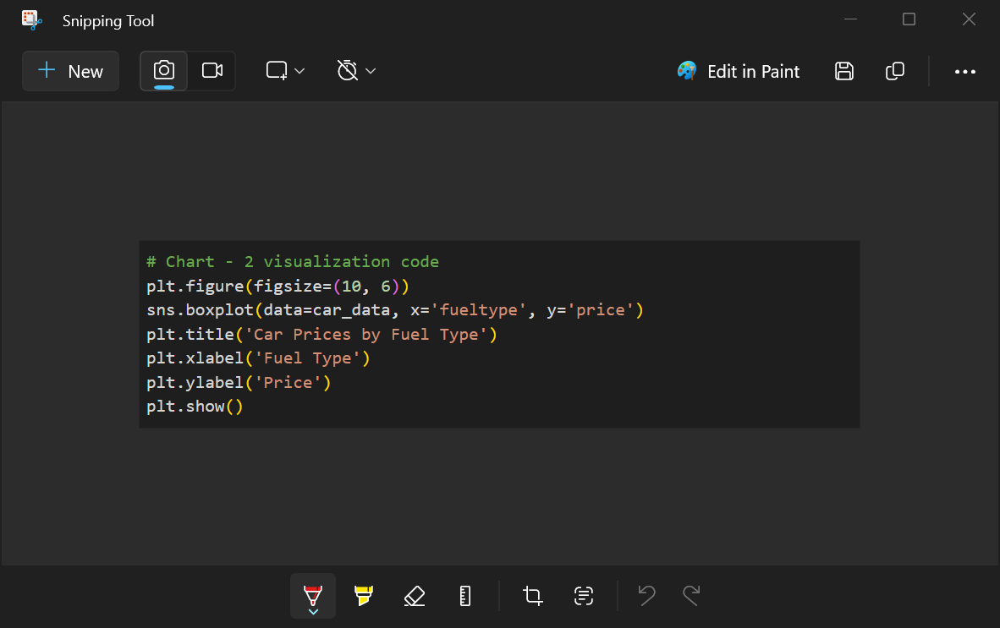 Snipping Tool
New
Edit in Paint
# Chart - 2 visualization code
plt.figure(figsize=(10, 6))
sns.boxplot(data=car_data, x='fueltype', y='price')
plt.title('Car Prices by Fuel Type')
plt.xlabel('Fuel Type')
plt.ylabel('Price')
plt.show()